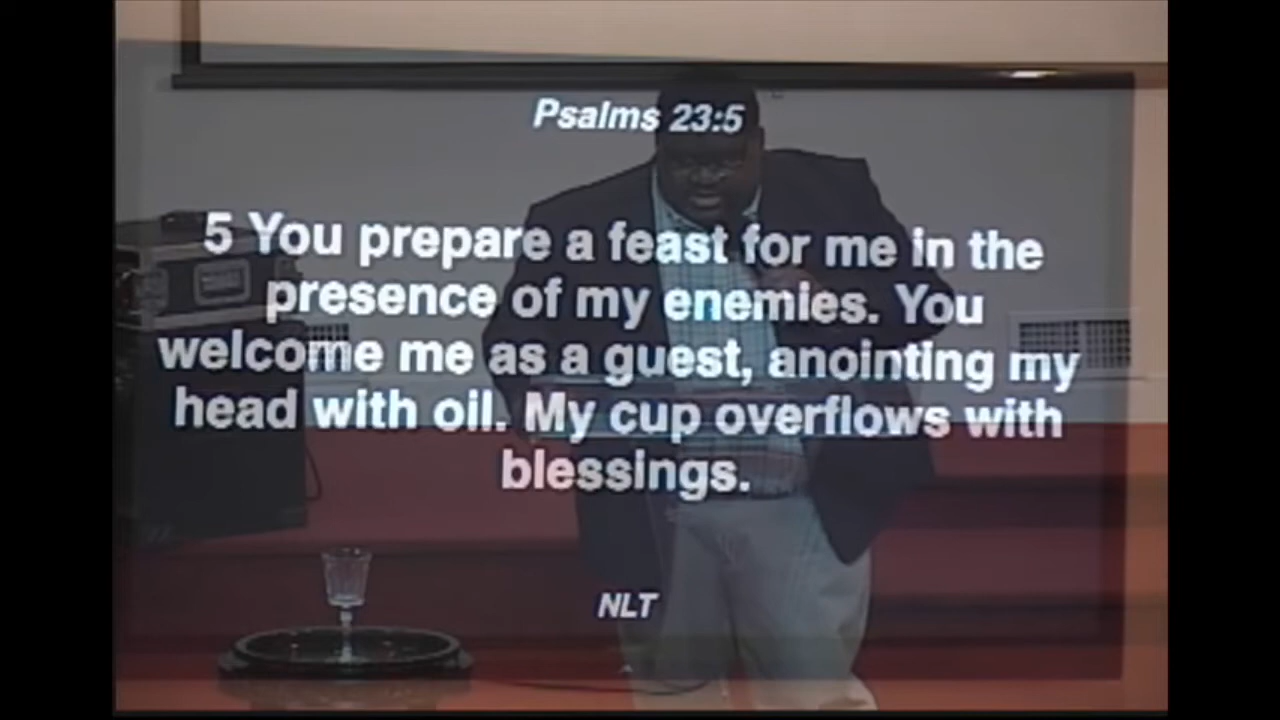 Psalms 23:5
5 You prepare a feast for me in the
presence of my enemies. You
welcome me as a guest, anointing my
head with oil. My cup overflows with
blessings.
NLT